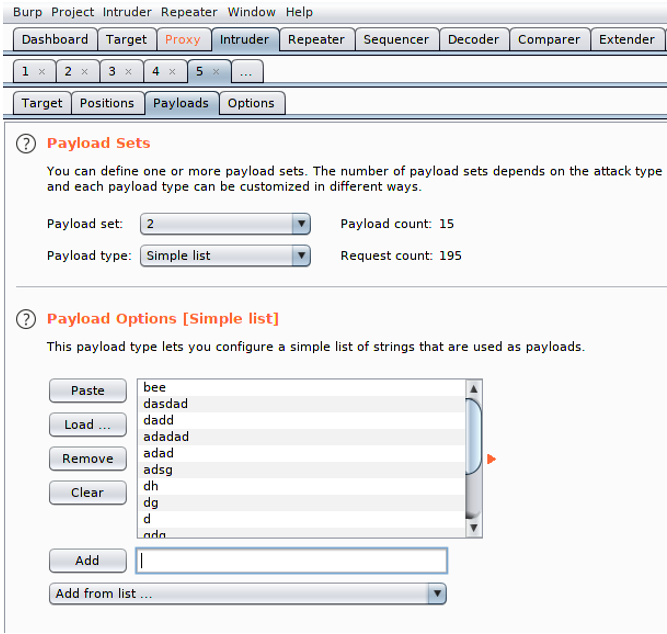 Burp Project Intruder Repeater Window Help
Dashboard Target Proxy Intruder Repeater Sequencer Decoder Comparer Extender
1 × 2 × 3 × 4 × 5 × ...
Target Positions Payloads Options
? Payload Sets
You can define one or more payload sets. The number of payload sets depends on the attack type
and each payload type can be customized in different ways.
Payload set: 2 Payload count: 15
Payload type: Simple list Request count: 195
? Payload Options [Simple list]
This payload type lets you configure a simple list of strings that are used as payloads.
Paste
Load ...
Remove
Clear
bee
dasdad
dadd
adadad
adad
adsg
dh
dg
d
Add
Add from list ...